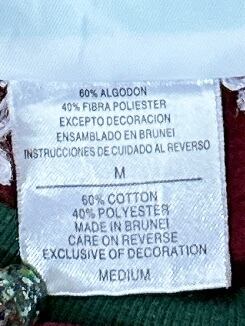 60% ALGODON
40% FIBRA POLIESTER
EXCEPTO DECORACION
ENSAMBLADO EN BRUNEI
INSTRUCCIONES DE CUIDADO AL REVERSO
M
60% COTTON
40% POLYESTER
MADE IN BRUNEI
CARE ON REVERSE
EXCLUSIVE OF DECORATION
MEDIUM